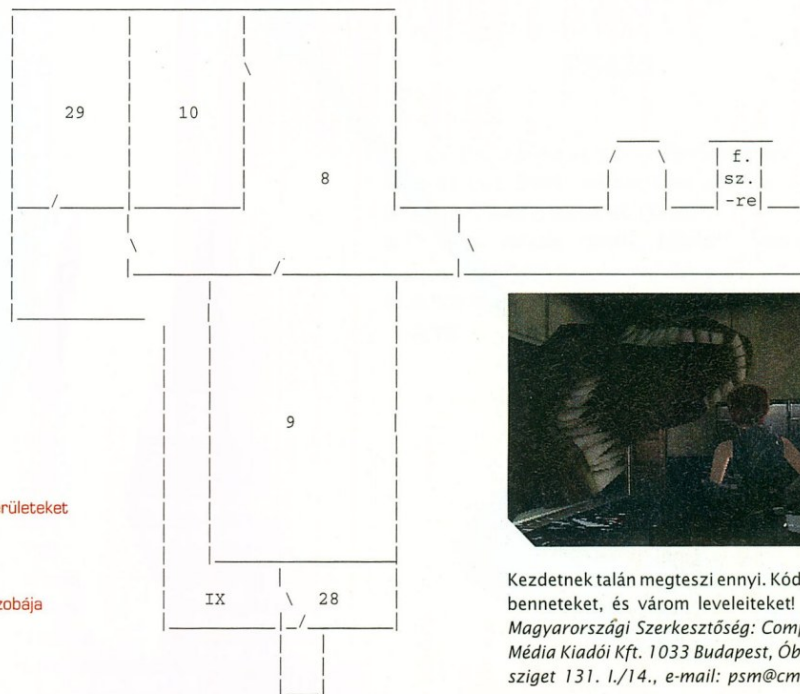 29
10
8
f.
sz.
-re
9
rületeket
zobája
IX
28
Kezdetnek talán megteszi ennyi. Kód
benneteket, és várom leveleiteket!
Magyarországi Szerkesztőség: Comp
Média Kiadói Kft. 1033 Budapest, Ób
sziget 131. I./14., e-mail: psm@cm